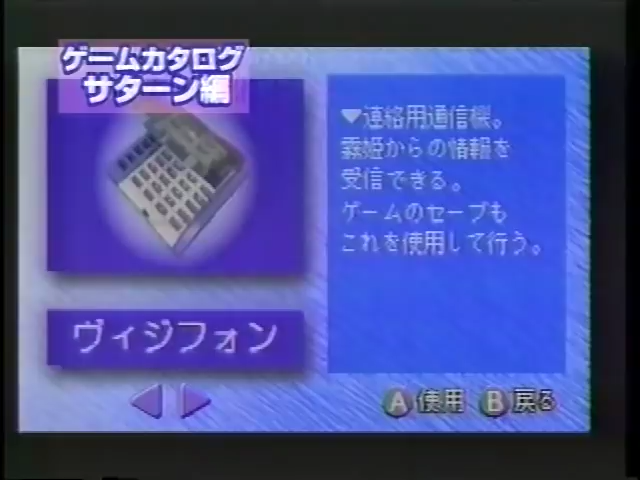 ゲームカタログ
サターン編
▼連絡用通信機。
霧姫からの情報を
受信できる。
ゲームのセーブも
これを使用して行う。
ヴィジフォン
A 使用 B 戻る